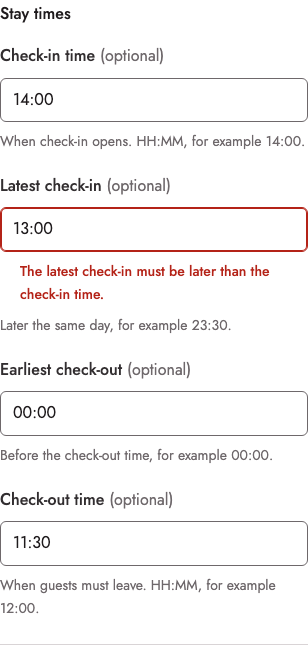 Stay times
Check-in time (optional)
14:00
When check-in opens. HH:MM, for example 14:00.
Latest check-in (optional)
13:00
The latest check-in must be later than the
check-in time.
Later the same day, for example 23:30.
Earliest check-out (optional)
00:00
Before the check-out time, for example 00:00.
Check-out time (optional)
11:30
When guests must leave. HH:MM, for example
12:00.